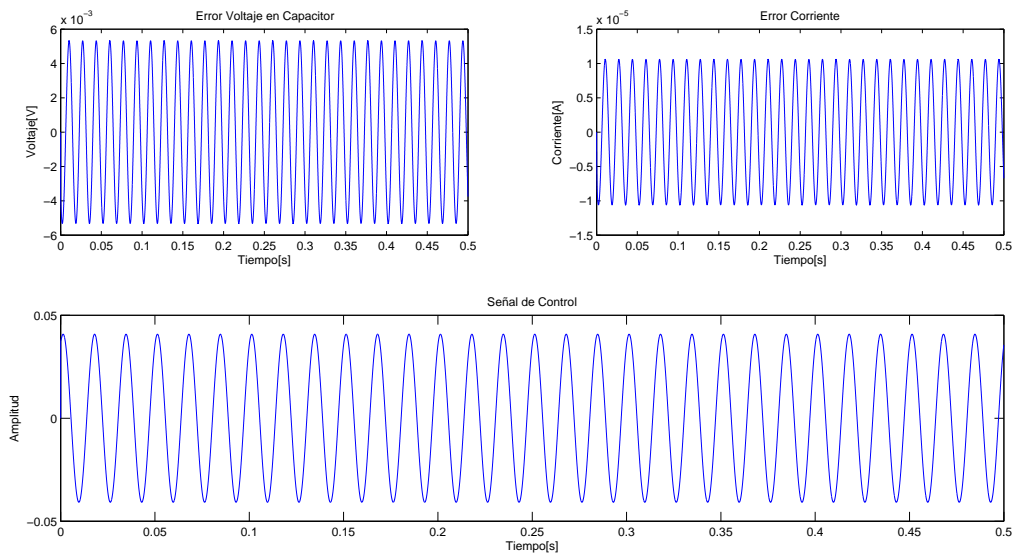 Error Voltaje en Capacitor
x 10⁻³
6
4
2
0
−2
−4
−6
Voltaje[V]
0 0.05 0.1 0.15 0.2 0.25 0.3 0.35 0.4 0.45 0.5
Tiempo[s]
Error Corriente
x 10⁻⁵
1.5
1
0.5
0
−0.5
−1
−1.5
Corriente[A]
0 0.05 0.1 0.15 0.2 0.25 0.3 0.35 0.4 0.45 0.5
Tiempo[s]
Señal de Control
0.05
0
−0.05
Amplitud
0 0.05 0.1 0.15 0.2 0.25 0.3 0.35 0.4 0.45 0.5
Tiempo[s]